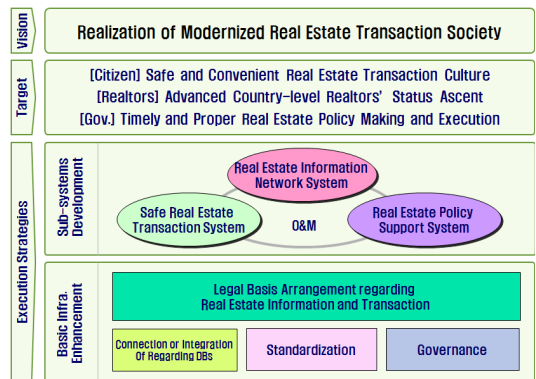 Vision
Realization of Modernized Real Estate Transaction Society
Target
[Citizen] Safe and Convenient Real Estate Transaction Culture
[Realtors] Advanced Country-level Realtors' Status Ascent
[Gov.] Timely and Proper Real Estate Policy Making and Execution
Execution Strategies
Sub-systems
Development
Real Estate Information
Network System
Safe Real Estate
Transaction System
O&M
Real Estate Policy
Support System
Basic Infra.
Enhancement
Legal Basis Arrangement regarding
Real Estate Information and Transaction
Connection or Integration
Of Regarding DBs
Standardization
Governance